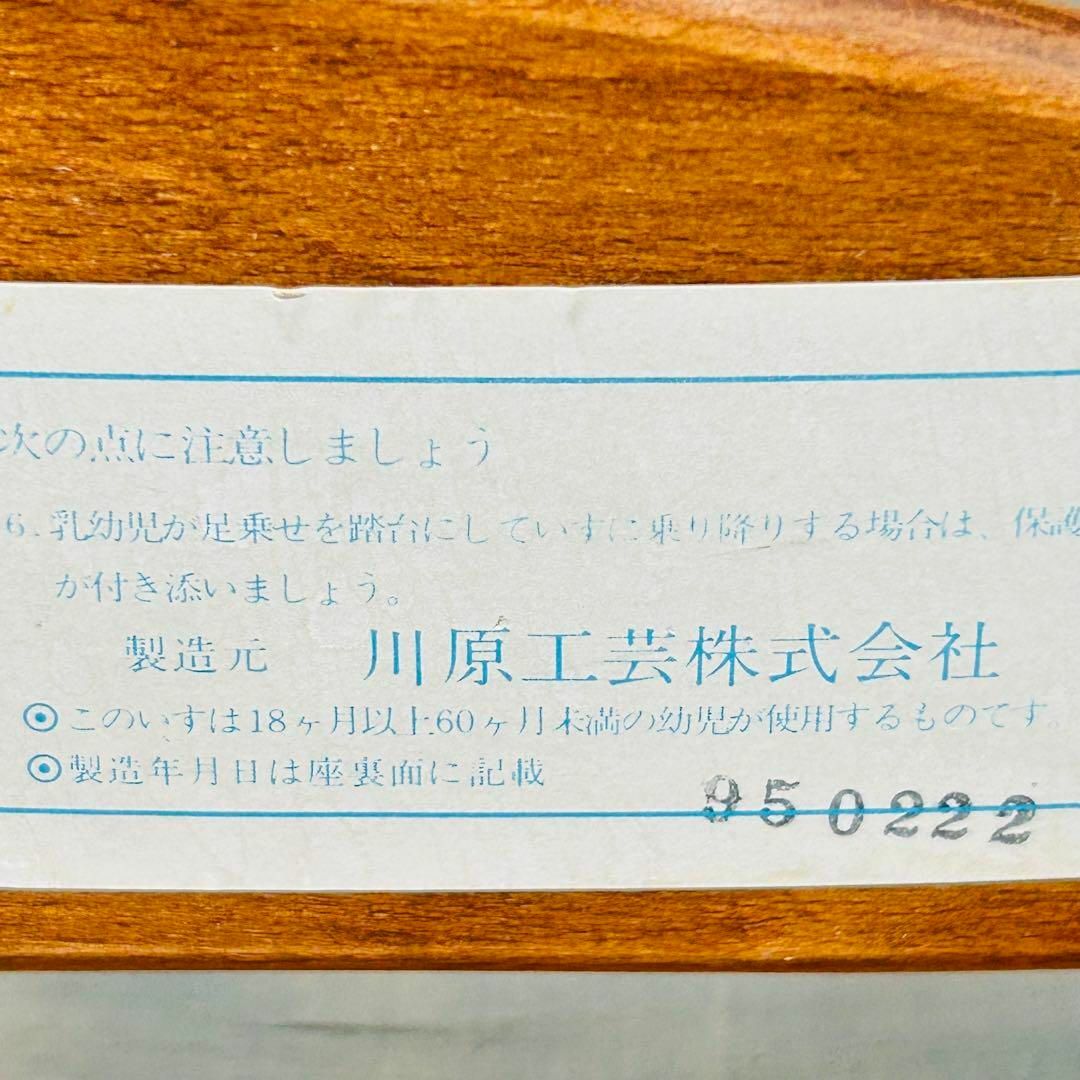 次の点に注意しましょう
6. 乳幼児が足乗せを踏台にしていすに乗り降りする場合は、保護
が付き添いましょう。
製造元 川原工芸株式会社
◉このいすは18ヶ月以上60ヶ月未満の幼児が使用するものです。
◉製造年月日は座裏面に記載
950222